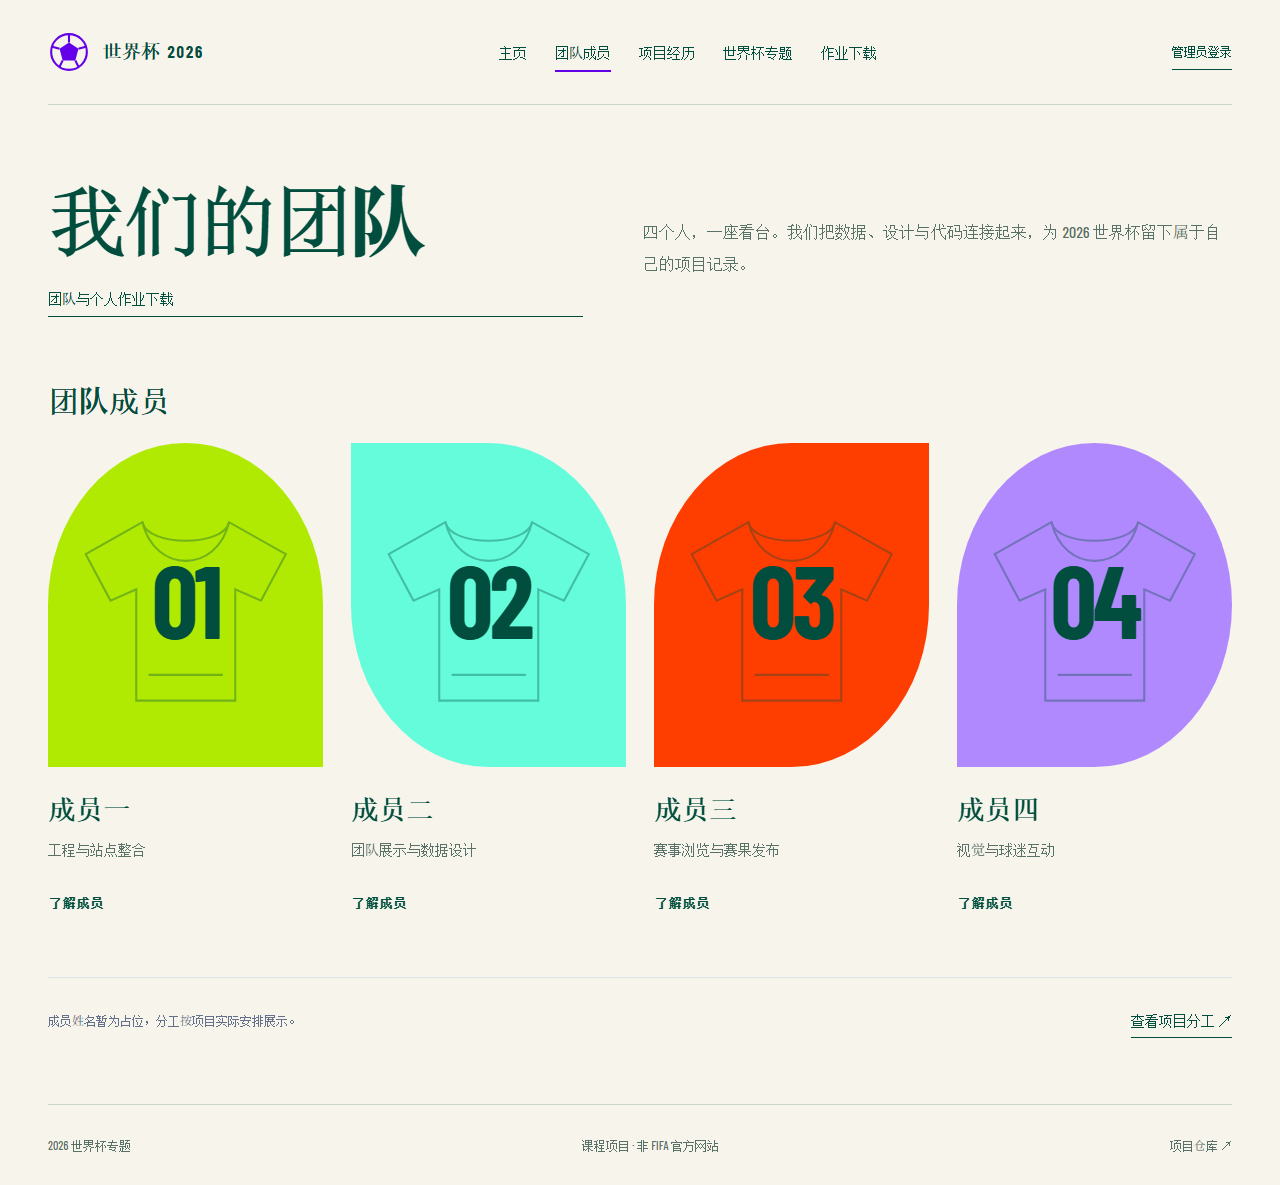 世界杯 2026
主页 团队成员 项目经历 世界杯专题 作业下载
管理员登录
我们的团队
四个人，一座看台。我们把数据、设计与代码连接起来，为 2026 世界杯留下属于自
己的项目记录。
团队与个人作业下载
团队成员
01
02
03
04
成员一
工程与站点整合
了解成员
成员二
团队展示与数据设计
了解成员
成员三
赛事浏览与赛果发布
了解成员
成员四
视觉与球迷互动
了解成员
成员姓名暂为占位，分工按项目实际安排展示。
查看项目分工 ↗
2026 世界杯专题
课程项目 · 非 FIFA 官方网站
项目仓库 ↗